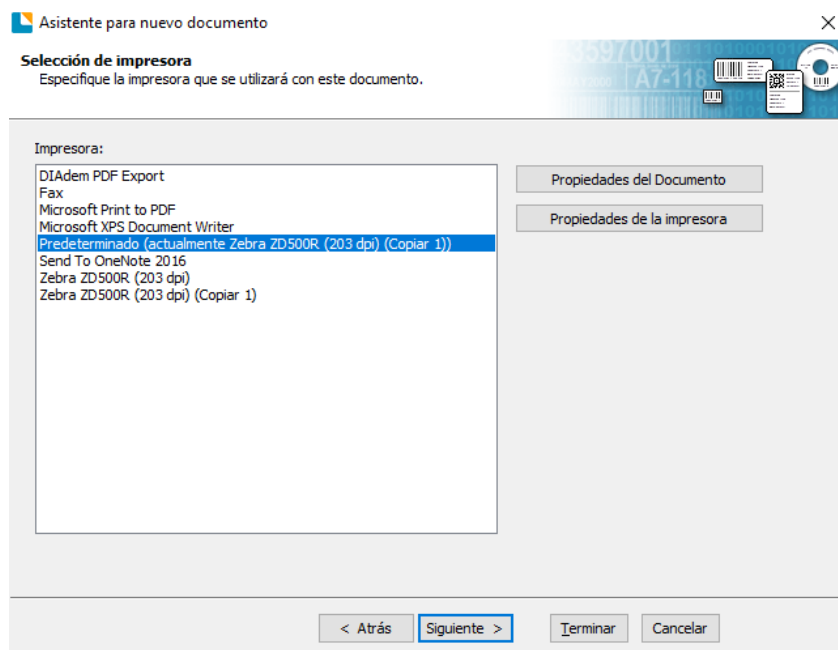 Asistente para nuevo documento
Selección de impresora
Especifique la impresora que se utilizará con este documento.
A7-118
Impresora:
DIAdem PDF Export
Fax
Microsoft Print to PDF
Microsoft XPS Document Writer
Predeterminado (actualmente Zebra ZD500R (203 dpi) (Copiar 1))
Send To OneNote 2016
Zebra ZD500R (203 dpi)
Zebra ZD500R (203 dpi) (Copiar 1)
Propiedades del Documento
Propiedades de la impresora
< Atrás
Siguiente >
Terminar
Cancelar